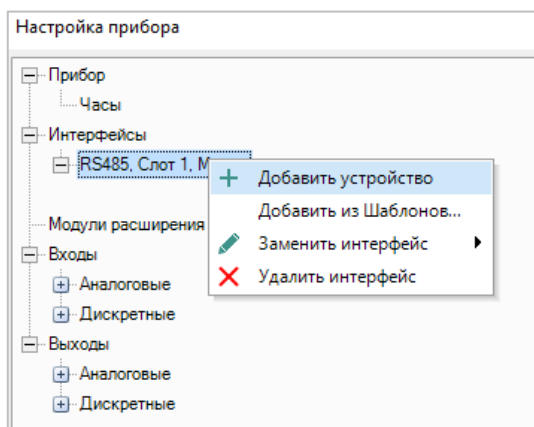 Настройка прибора
Прибор
Часы
Интерфейсы
RS485, Слот 1,
Добавить устройство
Добавить из Шаблонов...
Модули расширения
Заменить интерфейс
Входы
Удалить интерфейс
Аналоговые
Дискретные
Выходы
Аналоговые
Дискретные